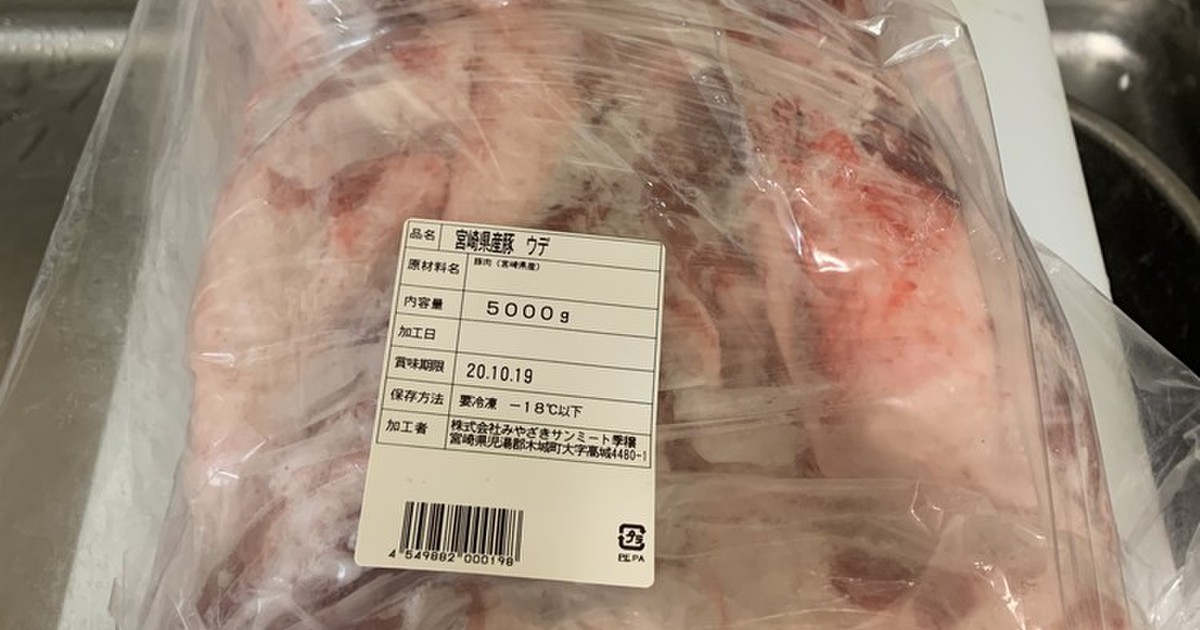 品名 宮崎県産豚 ウデ
原材料名 豚肉(宮崎県産)
内容量 5000g
加工日
賞味期限 20.10.19
保存方法 要冷凍 -18℃以下
加工者 株式会社みやざきサンミート季穣
宮崎県児湯郡木城町大字高城4480-1
4 549882 000198
プラ
PE,PA